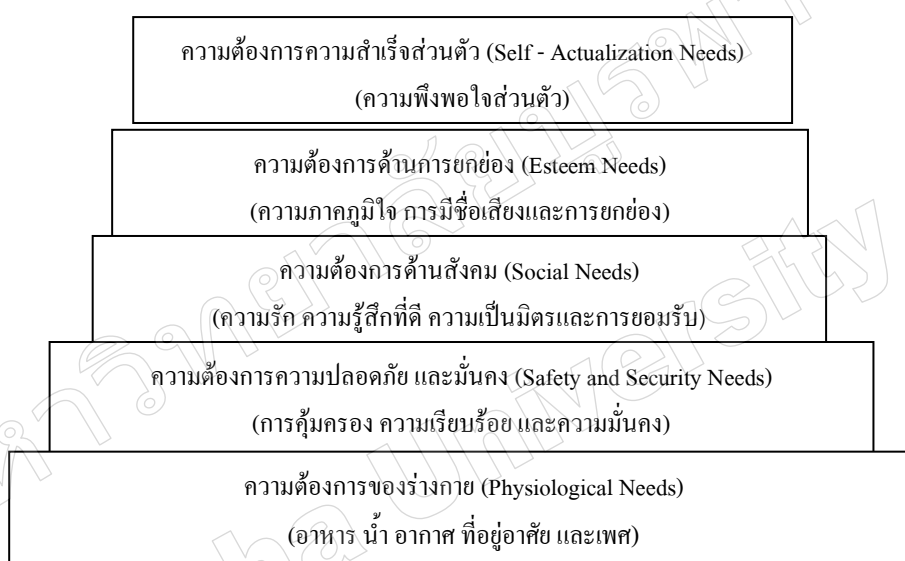 ความต้องการความสำเร็จส่วนตัว (Self - Actualization Needs)
(ความพึงพอใจส่วนตัว)
ความต้องการด้านการยกย่อง (Esteem Needs)
(ความภาคภูมิใจ การมีชื่อเสียงและการยกย่อง)
ความต้องการด้านสังคม (Social Needs)
(ความรัก ความรู้สึกที่ดี ความเป็นมิตรและการยอมรับ)
ความต้องการความปลอดภัย และมั่นคง (Safety and Security Needs)
(การคุ้มครอง ความเรียบร้อย และความมั่นคง)
ความต้องการของร่างกาย (Physiological Needs)
(อาหาร น้ำ อากาศ ที่อยู่อาศัย และเพศ)